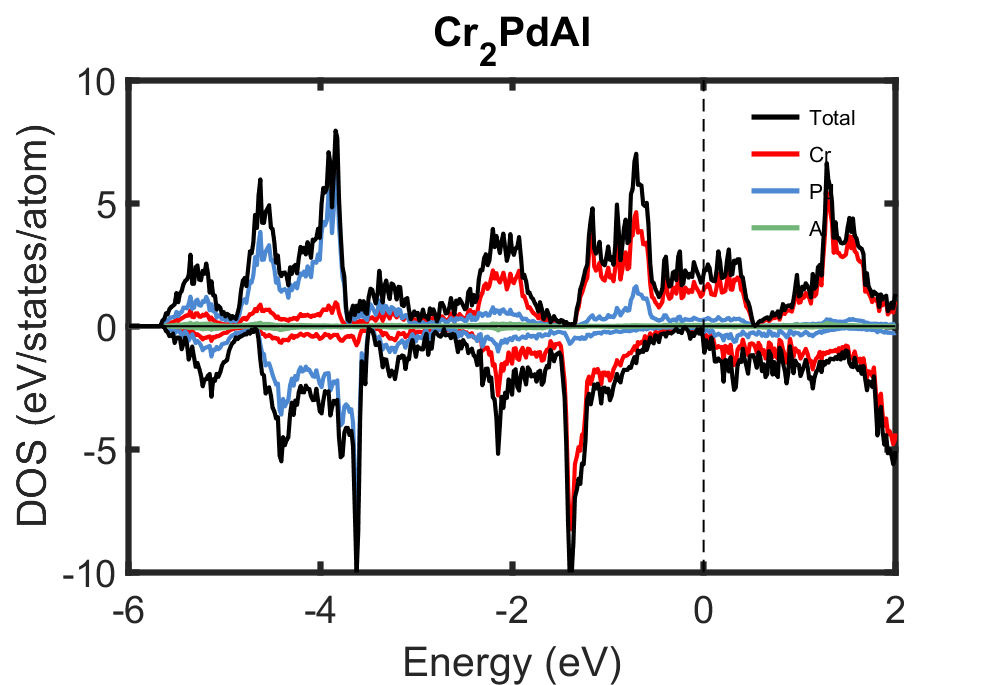 Cr2PdAl
10
5
0
-5
-10
DOS (eV/states/atom)
Total
Cr
P
A
-6
-4
-2
0
2
Energy (eV)